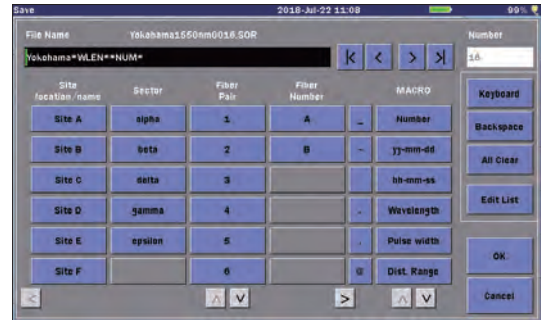 Save 2018-Jul-22 11:08 99%
File Name Yokohama1550nm0016.SOR Number
Yokohama*WLEN**NUM* |< < > >| 16
Site location/name Sector Fiber Pair Fiber Number MACRO
Keyboard
Site A alpha 1 A _ Number
Backspace
Site B beta 2 B - yy-mm-dd
All Clear
Site C delta 3 hh-mm-ss
Edit List
Site D gamma 4 . Wavelength
Site E epsilon 5 Pulse width
OK
Site F 6 @ Dist. Range
< ∧ ∨ > ∧ ∨ Cancel